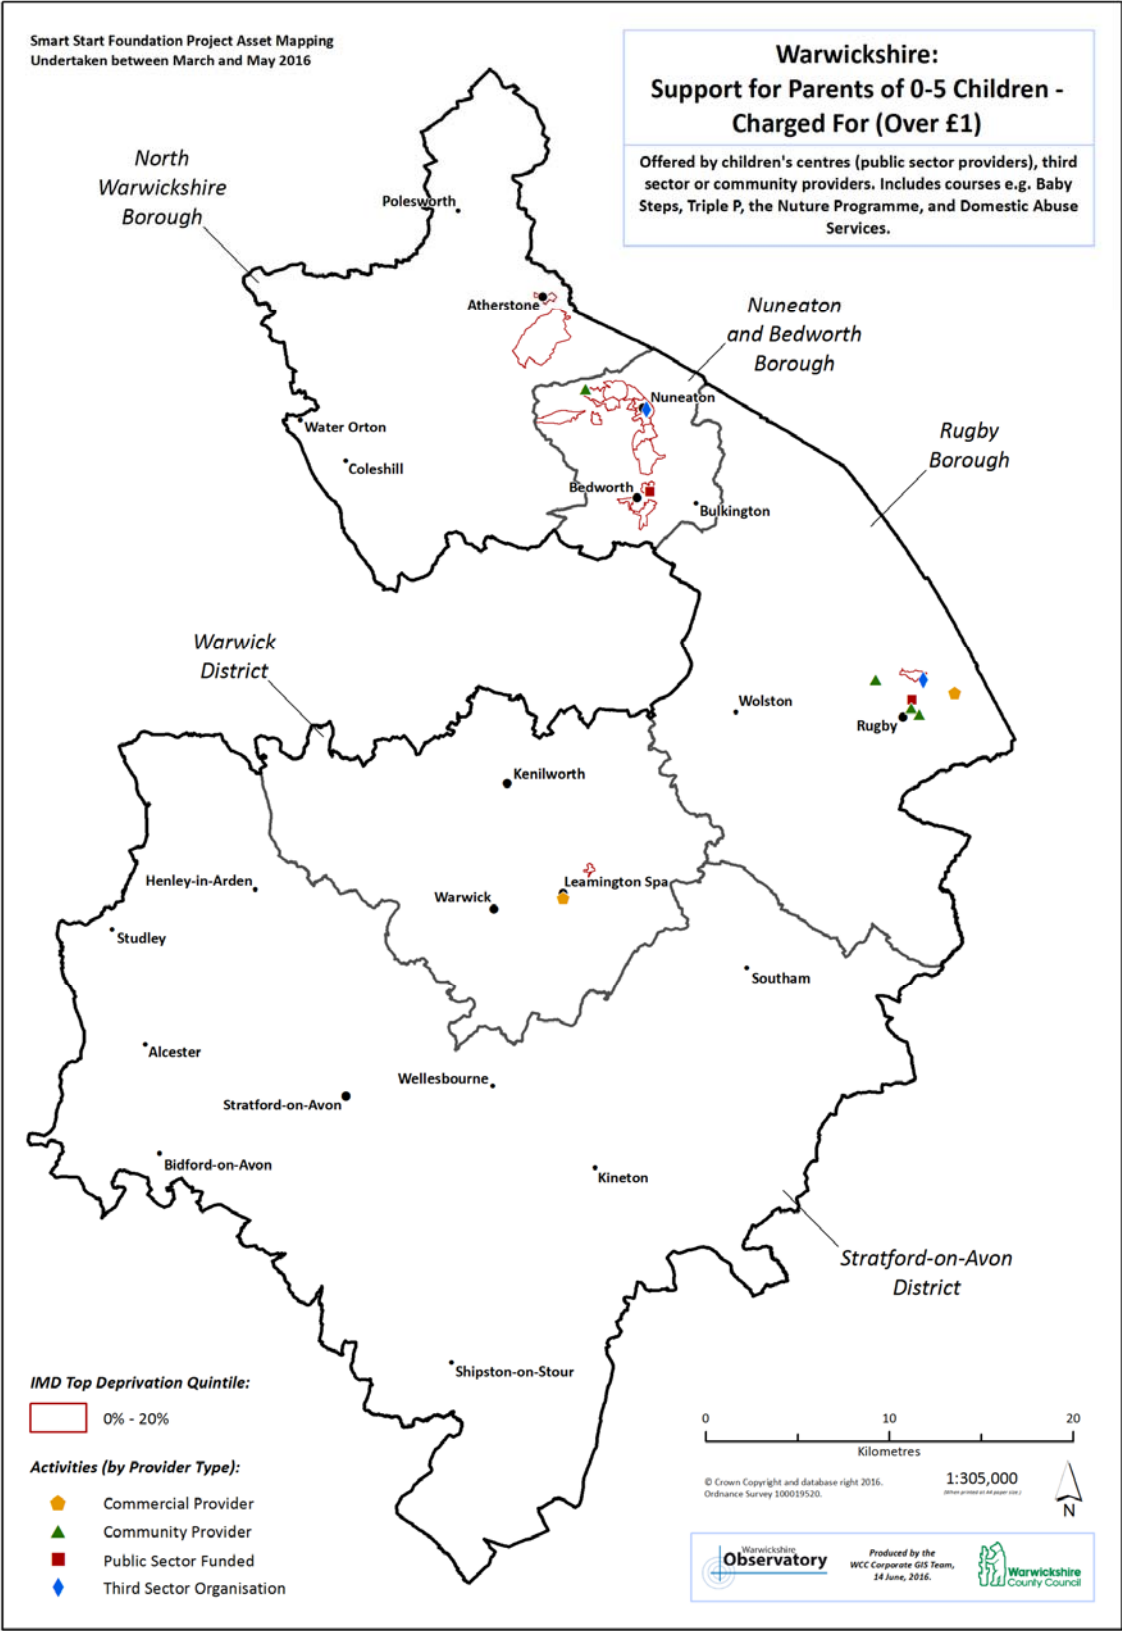 Smart Start Foundation Project Asset Mapping
Undertaken between March and May 2016
Warwickshire:
Support for Parents of 0-5 Children -
Charged For (Over £1)
Offered by children's centres (public sector providers), third
sector or community providers. Includes courses e.g. Baby
Steps, Triple P, the Nuture Programme, and Domestic Abuse
Services.
North
Warwickshire
Borough
Polesworth
Atherstone
Nuneaton
and Bedworth
Borough
Nuneaton
Water Orton
Coleshill
Rugby
Borough
Bedworth
Bulkington
Warwick
District
Wolston
Rugby
Kenilworth
Henley-in-Arden
Leamington Spa
Warwick
Studley
Southam
Alcester
Wellesbourne
Stratford-on-Avon
Bidford-on-Avon
Kineton
Stratford-on-Avon
District
Shipston-on-Stour
IMD Top Deprivation Quintile:
0% - 20%
Activities (by Provider Type):
Commercial Provider
Community Provider
Public Sector Funded
Third Sector Organisation
0 10 20
Kilometres
© Crown Copyright and database right 2016.
Ordnance Survey 100019520.
1:305,000
(When printed at A4 paper size.)
N
Warwickshire
Observatory
Produced by the
WCC Corporate GIS Team,
14 June, 2016.
Warwickshire
County Council